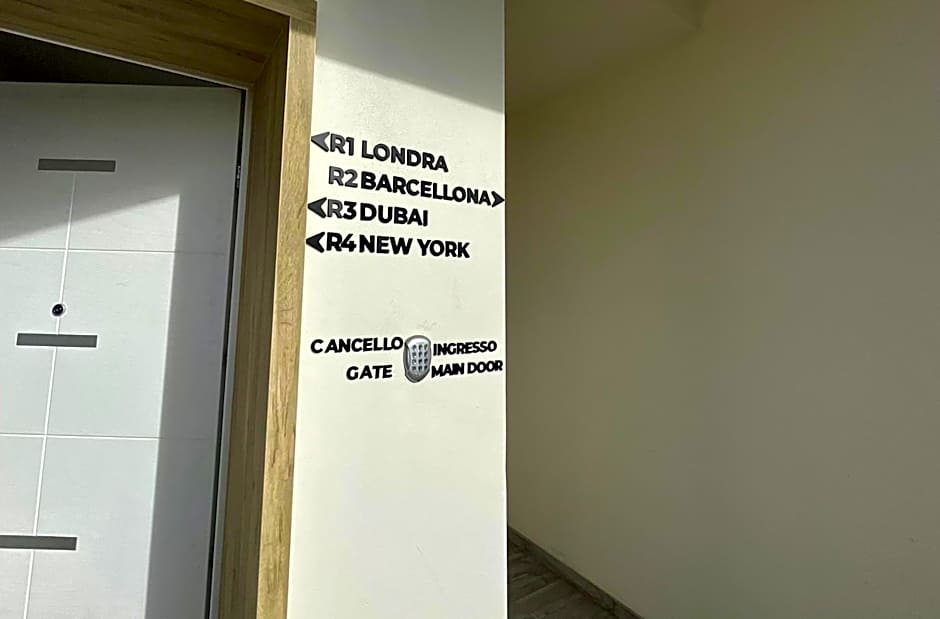 <R1 LONDRA
R2 BARCELLONA>
<R3 DUBAI
<R4 NEW YORK
CANCELLO INGRESSO
GATE MAIN DOOR